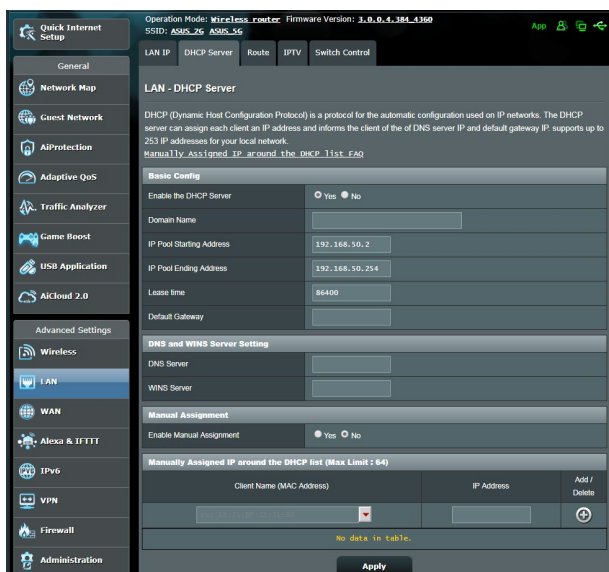 Operation Mode: Wireless router Firmware Version: 3.0.0.4.384_4360
SSID: ASUS_2G ASUS_5G
App
Quick Internet Setup
General
Network Map
Guest Network
AiProtection
Adaptive QoS
Traffic Analyzer
Game Boost
USB Application
AiCloud 2.0
Advanced Settings
Wireless
LAN
WAN
Alexa & IFTTT
IPv6
VPN
Firewall
Administration
LAN IP DHCP Server Route IPTV Switch Control
LAN - DHCP Server
DHCP (Dynamic Host Configuration Protocol) is a protocol for the automatic configuration used on IP networks. The DHCP
server can assign each client an IP address and informs the client of the of DNS server IP and default gateway IP. supports up to
253 IP addresses for your local network.
Manually Assigned IP around the DHCP list FAQ
Basic Config
Enable the DHCP Server Yes No
Domain Name
IP Pool Starting Address 192.168.50.2
IP Pool Ending Address 192.168.50.254
Lease time 86400
Default Gateway
DNS and WINS Server Setting
DNS Server
WINS Server
Manual Assignment
Enable Manual Assignment Yes No
Manually Assigned IP around the DHCP list (Max Limit : 64)
Client Name (MAC Address) IP Address Add / Delete
No data in table.
Apply